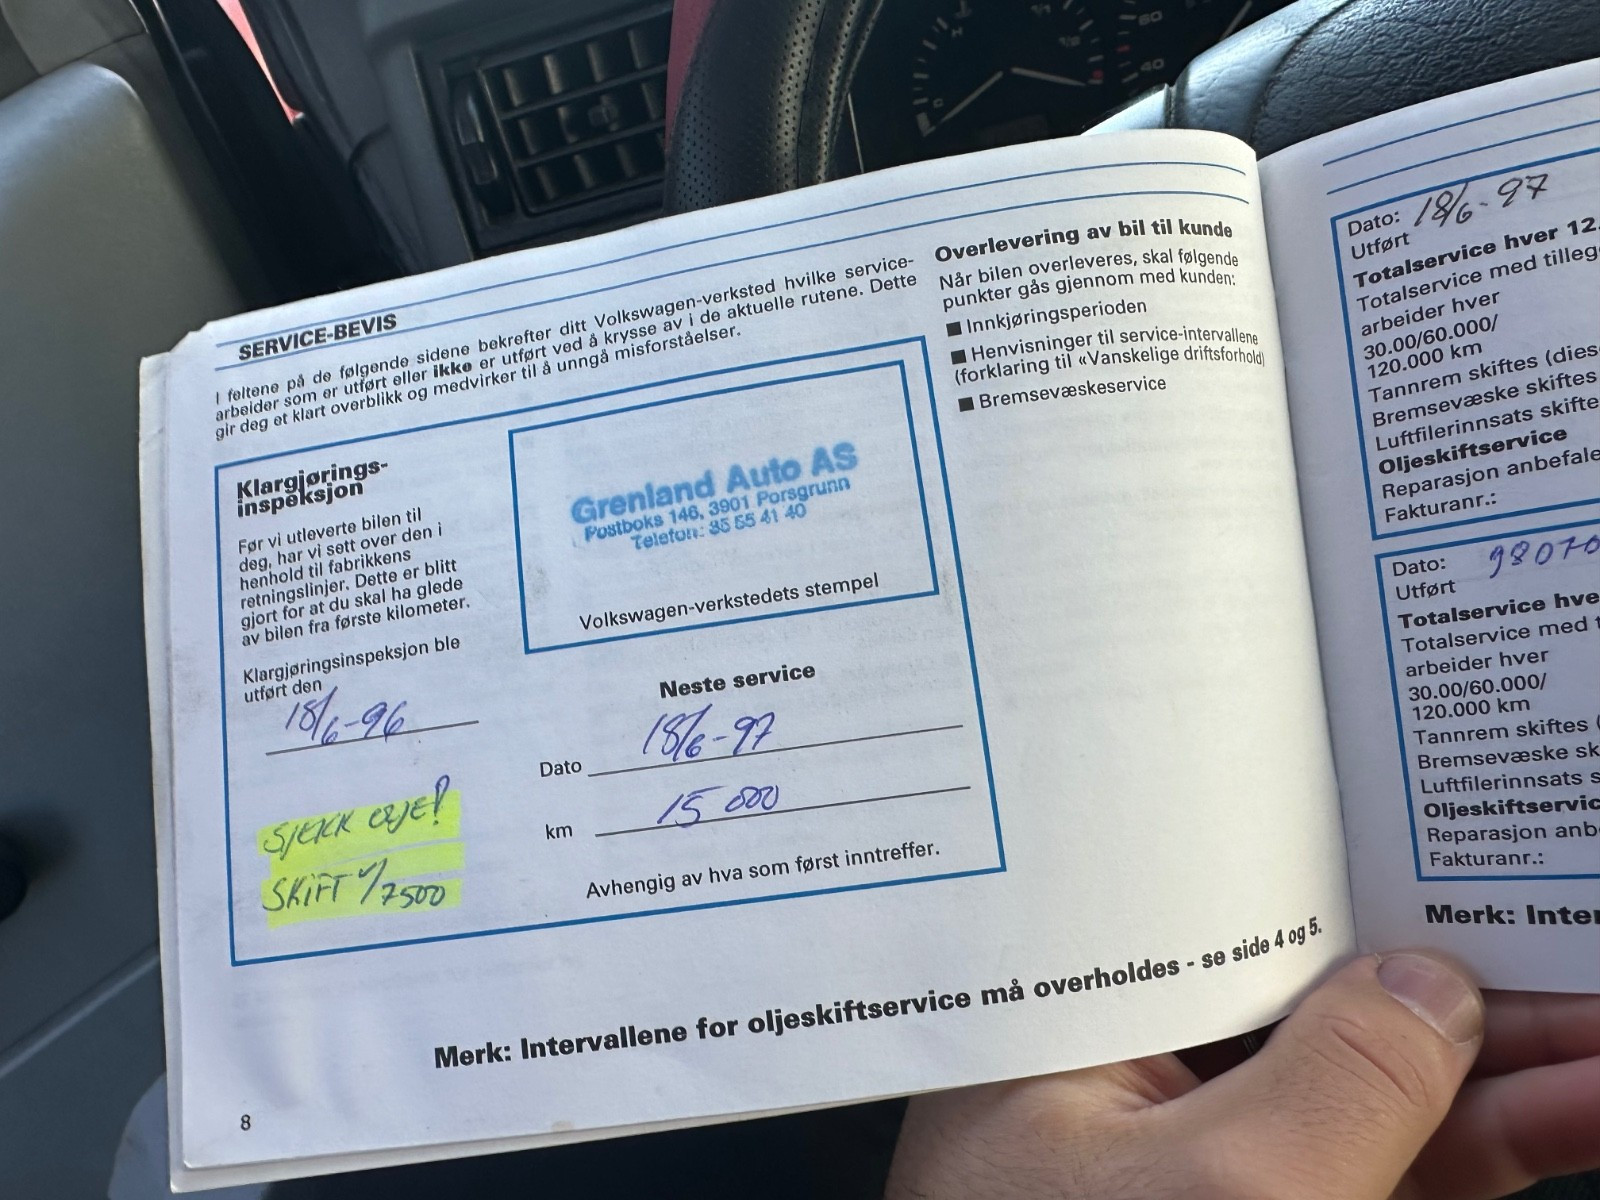 SERVICE-BEVIS
I feltene på de følgende sidene bekrefter ditt Volkswagen-verksted hvilke service-
arbeider som er utført eller ikke er utført ved å krysse av i de aktuelle rutene. Dette
gir deg et klart overblikk og medvirker til å unngå misforståelser.
Klargjørings-
inspeksjon
Før vi utleverte bilen til
deg, har vi sett over den i
henhold til fabrikkens
retningslinjer. Dette er blitt
gjort for at du skal ha glede
av bilen fra første kilometer.
Klargjøringsinspeksjon ble
utført den
18/6-96
SJEKK OLJE!
SKIFT v/7500
Grenland Auto AS
Postboks 146, 3901 Porsgrunn
Telefon: 35 55 41 40
Volkswagen-verkstedets stempel
Neste service
Dato 18/6-97
km 15 000
Avhengig av hva som først inntreffer.
Overlevering av bil til kunde
Når bilen overleveres, skal følgende
punkter gås gjennom med kunden:
■ Innkjøringsperioden
■ Henvisninger til service-intervallene
(forklaring til «Vanskelige driftsforhold)
■ Bremsevæskeservice
Merk: Intervallene for oljeskiftservice må overholdes - se side 4 og 5.
8
Dato: 18/6-97
Utført
Totalservice hver 12.
Totalservice med tilleg
arbeider hver
30.00/60.000/
120.000 km
Tannrem skiftes (dies
Bremsevæske skiftes
Luftfilerinnsats skifte
Oljeskiftservice
Reparasjon anbefale
Fakturanr.:
Dato: 98070
Utført
Totalservice hve
Totalservice med t
arbeider hver
30.00/60.000/
120.000 km
Tannrem skiftes (
Bremsevæske sk
Luftfilerinnsats s
Oljeskiftservic
Reparasjon anb
Fakturanr.:
Merk: Inter
60
40